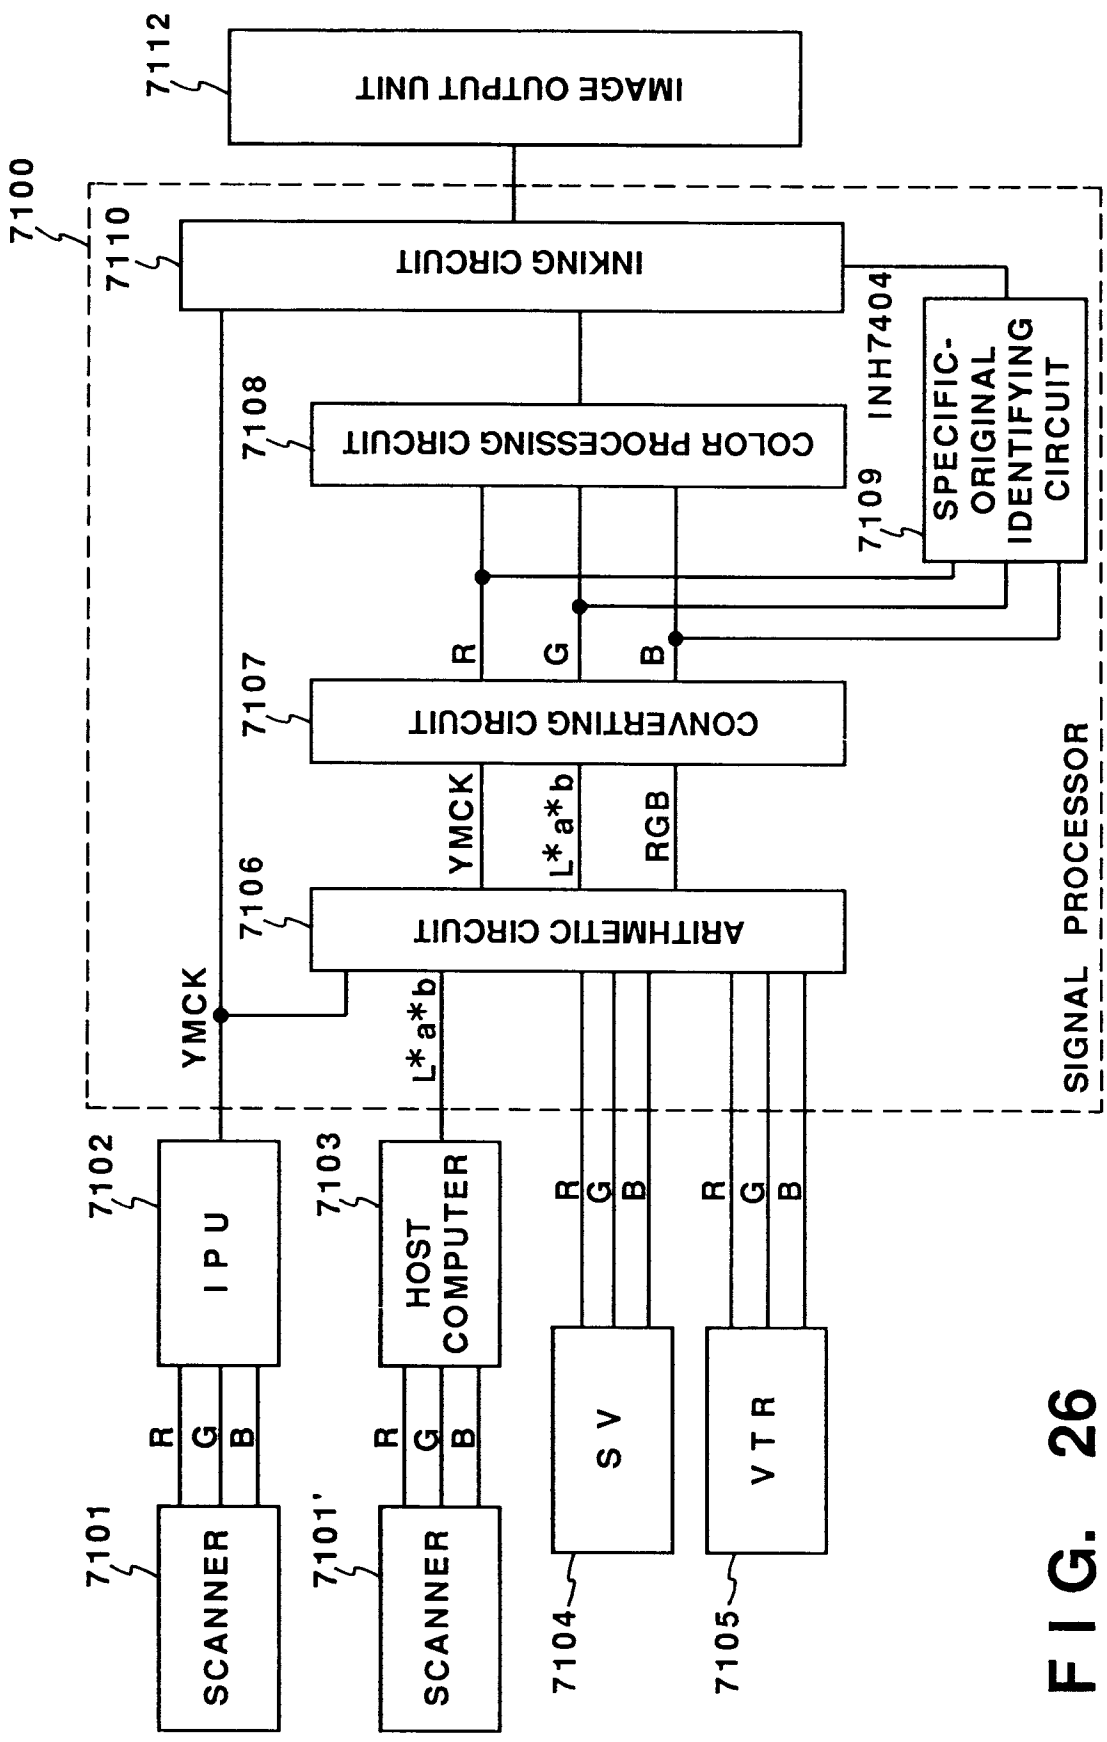 7100
7101
SCANNER
R
G
B
7102
IPU
YMCK
7101'
SCANNER
R
G
B
7103
HOST
COMPUTER
L*a*b
7104
SV
R
G
B
7105
VTR
R
G
B
7106
ARITHMETIC CIRCUIT
YMCK
L*a*b
RGB
7107
CONVERTING CIRCUIT
R
G
B
7108
COLOR PROCESSING CIRCUIT
7109
SPECIFIC-
ORIGINAL
IDENTIFYING
CIRCUIT
INH7404
7110
INKING CIRCUIT
7112
IMAGE OUTPUT UNIT
SIGNAL PROCESSOR
FIG. 26